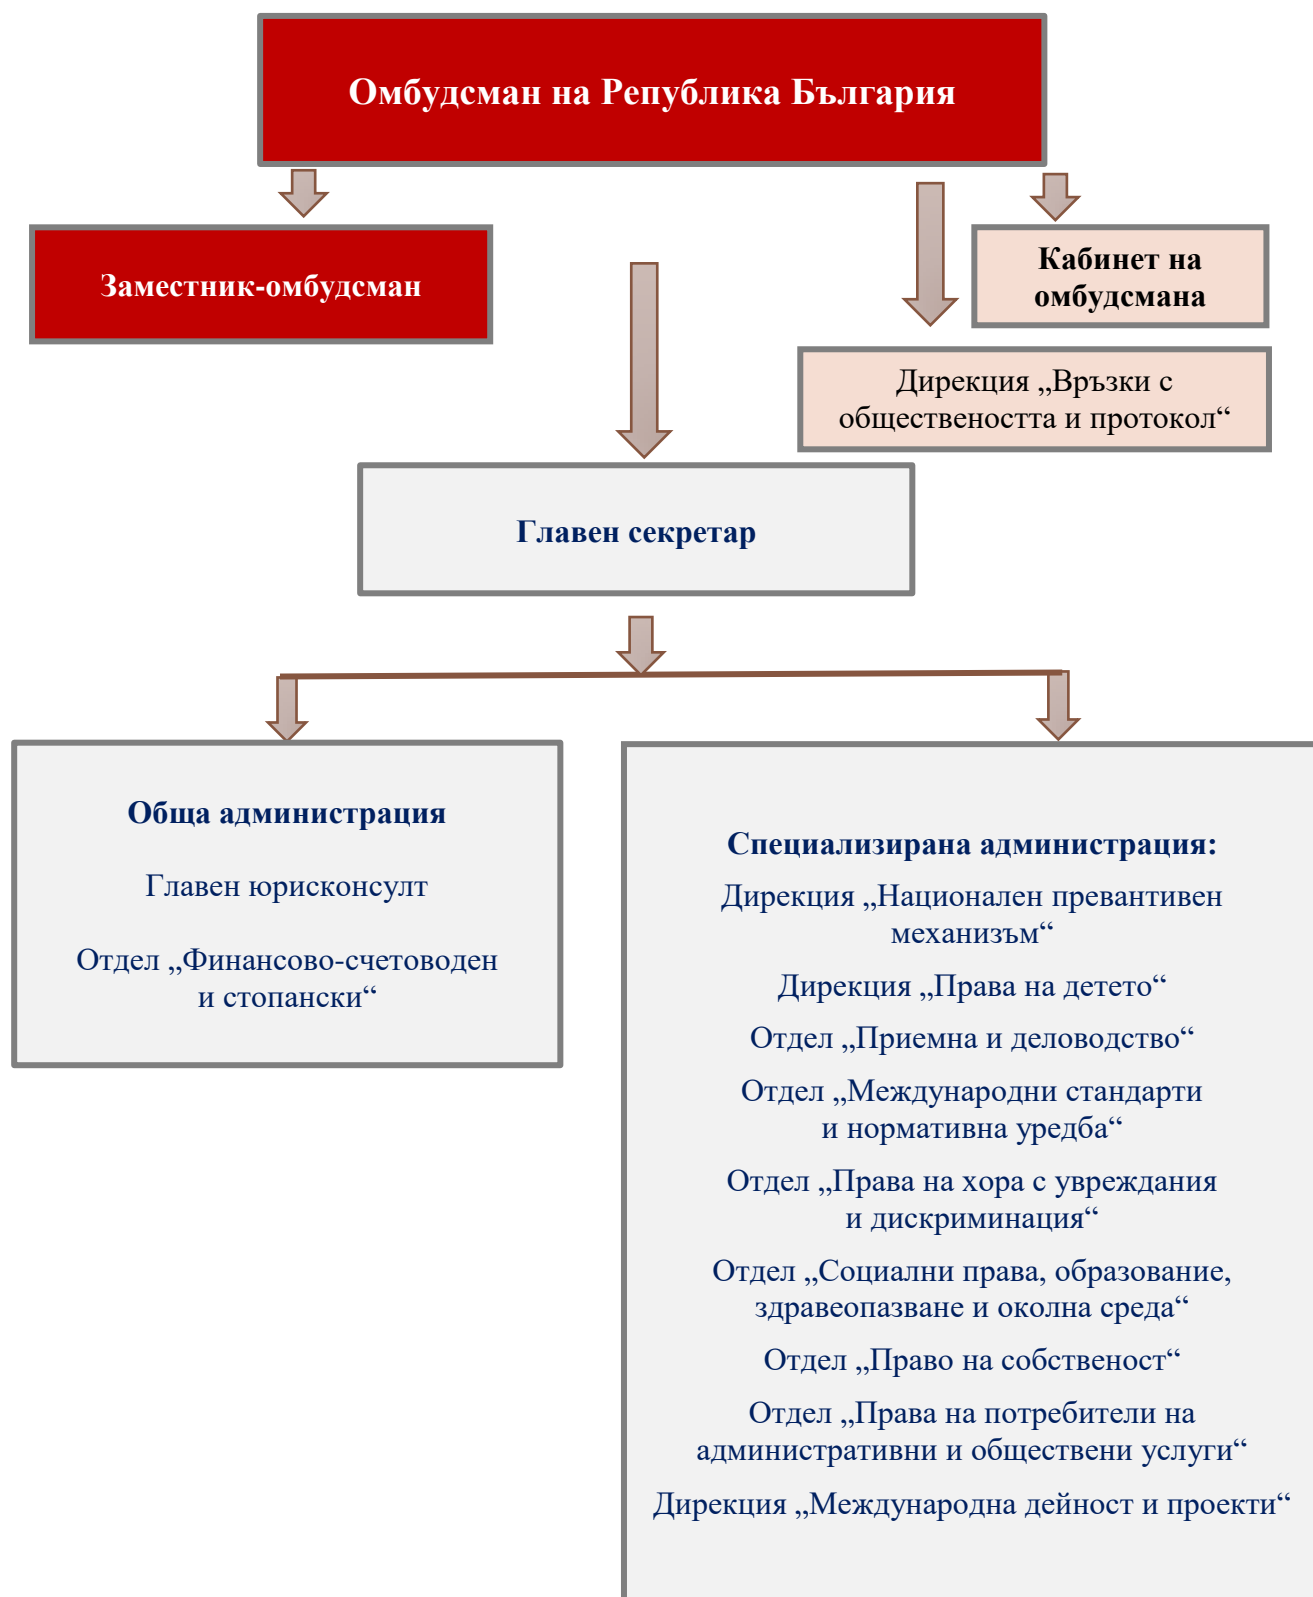 Омбудсман на Република България
Заместник-омбудсман
Кабинет на
омбудсмана
Дирекция „Връзки с
обществеността и протокол“
Главен секретар
Обща администрация
Главен юрисконсулт
Отдел „Финансово-счетоводен
и стопански“
Специализирана администрация:
Дирекция „Национален превантивен
механизъм“
Дирекция „Права на детето“
Отдел „Приемна и деловодство“
Отдел „Международни стандарти
и нормативна уредба“
Отдел „Права на хора с увреждания
и дискриминация“
Отдел „Социални права, образование,
здравеопазване и околна среда“
Отдел „Право на собственост“
Отдел „Права на потребители на
административни и обществени услуги“
Дирекция „Международна дейност и проекти“